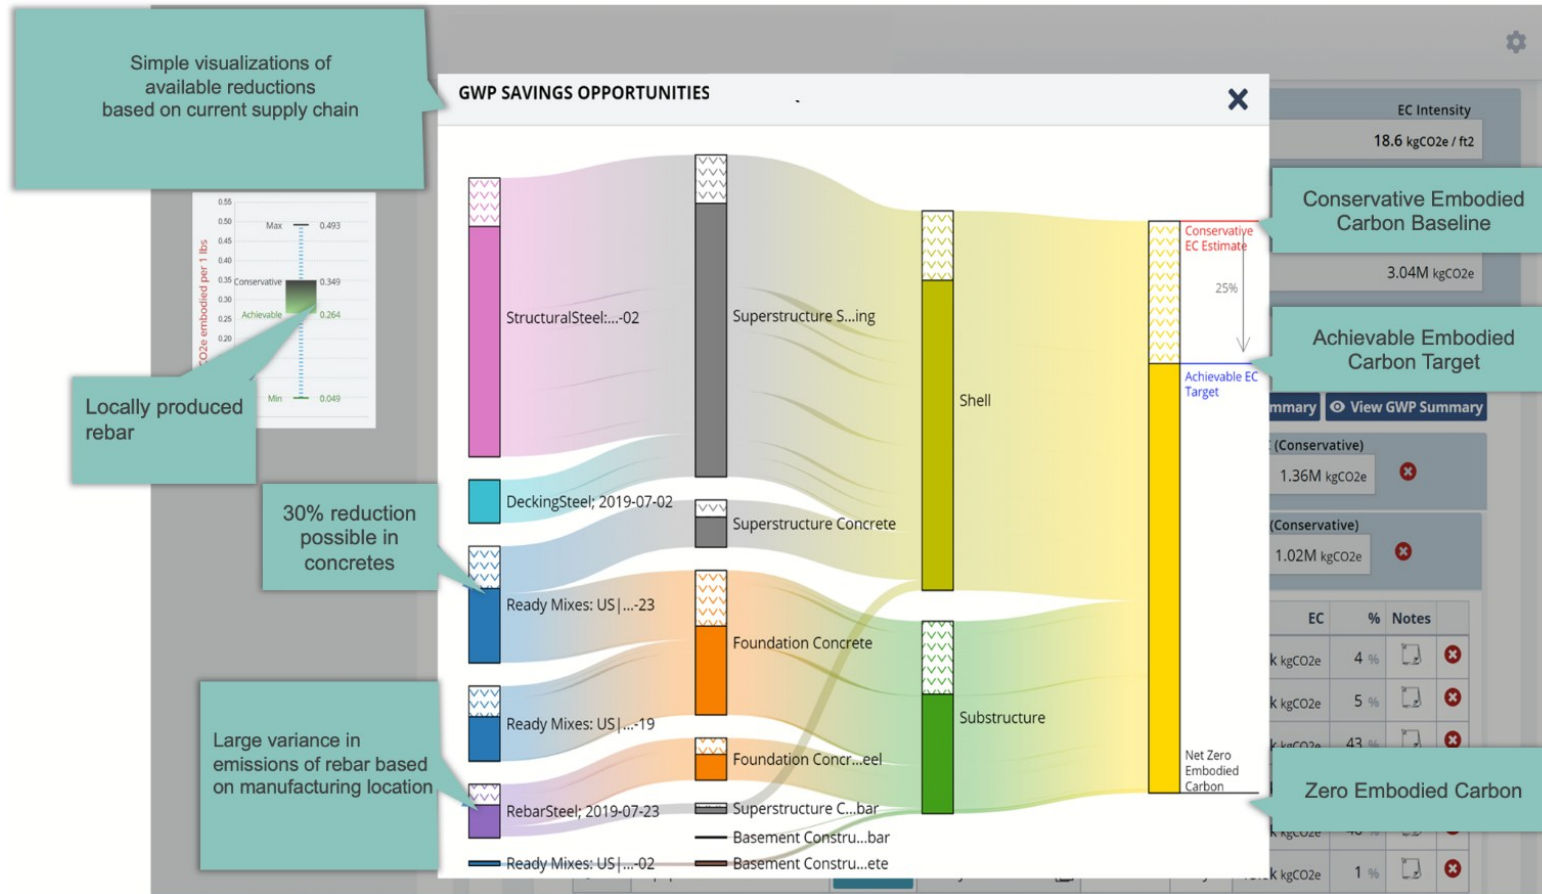 Simple visualizations of
available reductions
based on current supply chain
GWP SAVINGS OPPORTUNITIES
EC Intensity
18.6 kgCO2e / ft2
Conservative Embodied
Carbon Baseline
3.04M kgCO2e
Achievable Embodied
Carbon Target
mmary
View GWP Summary
(Conservative)
1.36M kgCO2e
(Conservative)
1.02M kgCO2e
EC % Notes
k kgCO2e 4 %
k kgCO2e 5 %
k kgCO2e 43 %
Zero Embodied Carbon
k kgCO2e 1 %
0.55
0.50
0.45
0.40
0.35
0.30
0.25
0.20
CO2e embodied per 1 lbs
Max 0.493
Conservative 0.349
Achievable 0.264
Min 0.049
Locally produced
rebar
30% reduction
possible in
concretes
Large variance in
emissions of rebar based
on manufacturing location
StructuralSteel:...-02
DeckingSteel; 2019-07-02
Ready Mixes: US|...-23
Ready Mixes: US|...-19
RebarSteel; 2019-07-23
Ready Mixes: US|...-02
Superstructure S...ing
Superstructure Concrete
Foundation Concrete
Foundation Concr...eel
Superstructure C...bar
Basement Constru...bar
Basement Constru...ete
Shell
Substructure
Conservative
EC Estimate
25%
Achievable EC
Target
Net Zero
Embodied
Carbon